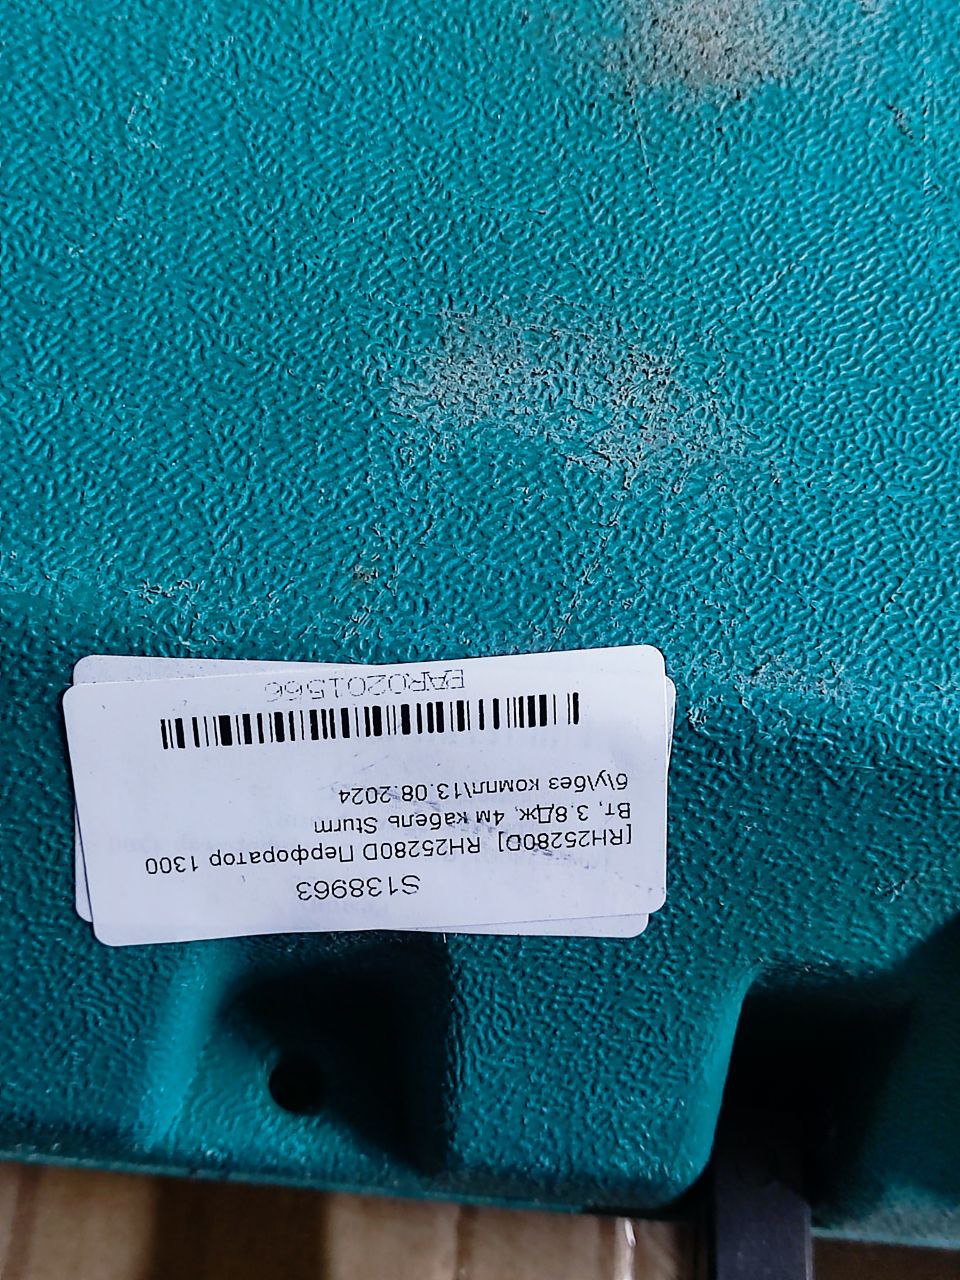 S138963
[RH25280D] RH25280D Перфоратор 1300
Вт, 3.8Дж, 4м кабель Sturm
б\у\без компл\13.08.2024
EAR0201566